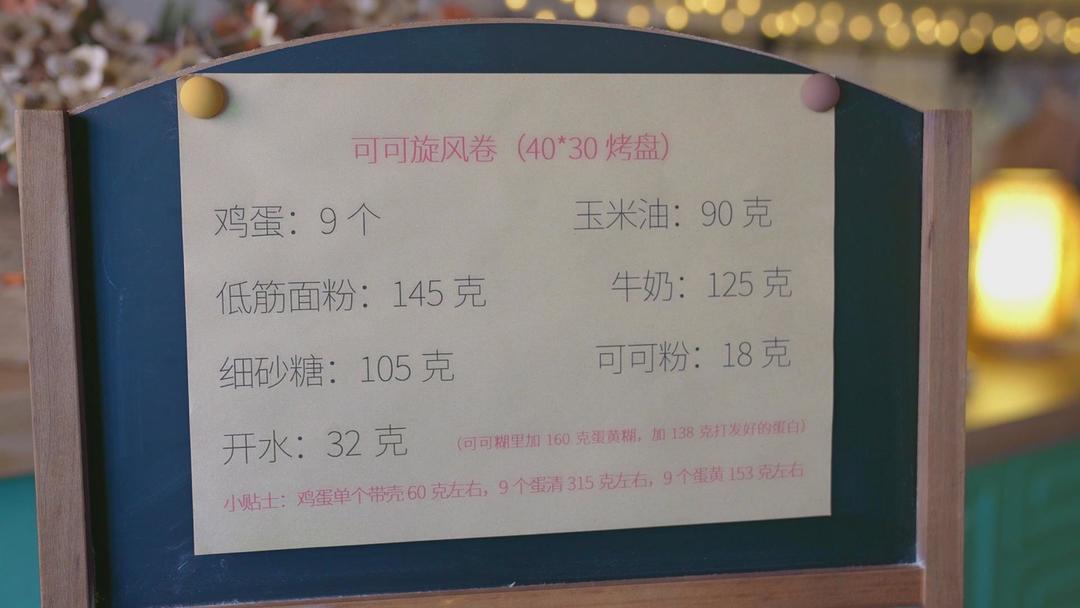 可可旋风卷（40*30 烤盘）
鸡蛋：9 个 玉米油：90 克
低筋面粉：145 克 牛奶：125 克
细砂糖：105 克 可可粉：18 克
开水：32 克 （可可糊里加 160 克蛋黄糊，加 138 克打发好的蛋白）
小贴士：鸡蛋单个带壳 60 克左右，9 个蛋清 315 克左右，9 个蛋黄 153 克左右